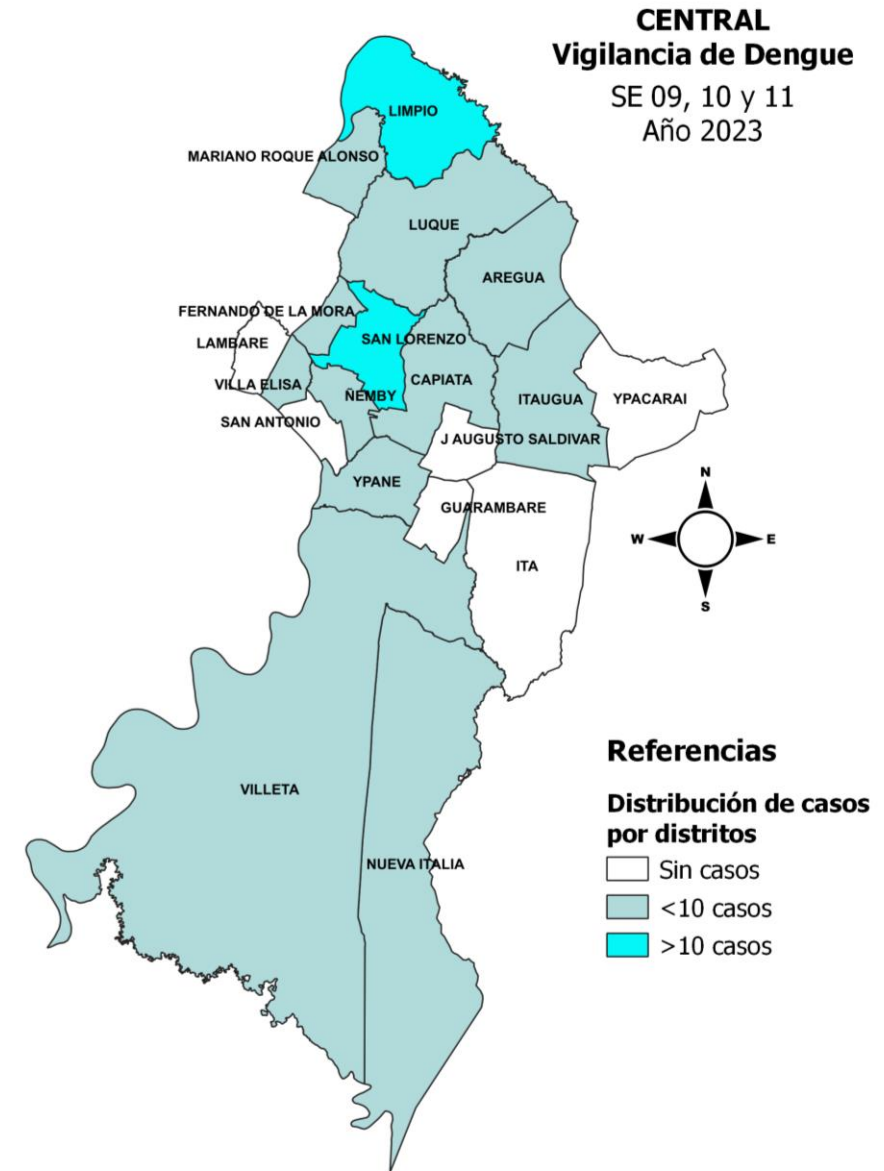 CENTRAL
Vigilancia de Dengue
SE 09, 10 y 11
Año 2023
LIMPIO
MARIANO ROQUE ALONSO
LUQUE
AREGUA
FERNANDO DE LA MORA
LAMBARE
SAN LORENZO
VILLA ELISA
CAPIATA
ÑEMBY
ITAUGUA
YPACARAI
SAN ANTONIO
J AUGUSTO SALDIVAR
YPANE
GUARAMBARE
ITA
N
W
E
S
VILLETA
NUEVA ITALIA
Referencias
Distribución de casos
por distritos
Sin casos
<10 casos
>10 casos